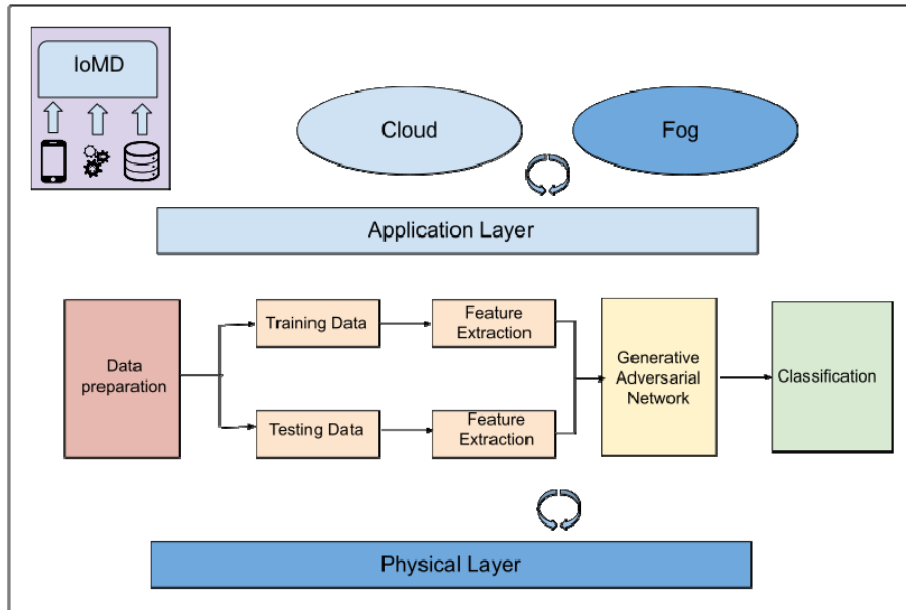 IoMD
Cloud
Fog
Application Layer
Data
preparation
Training Data
Feature
Extraction
Testing Data
Feature
Extraction
Generative
Adversarial
Network
Classification
Physical Layer